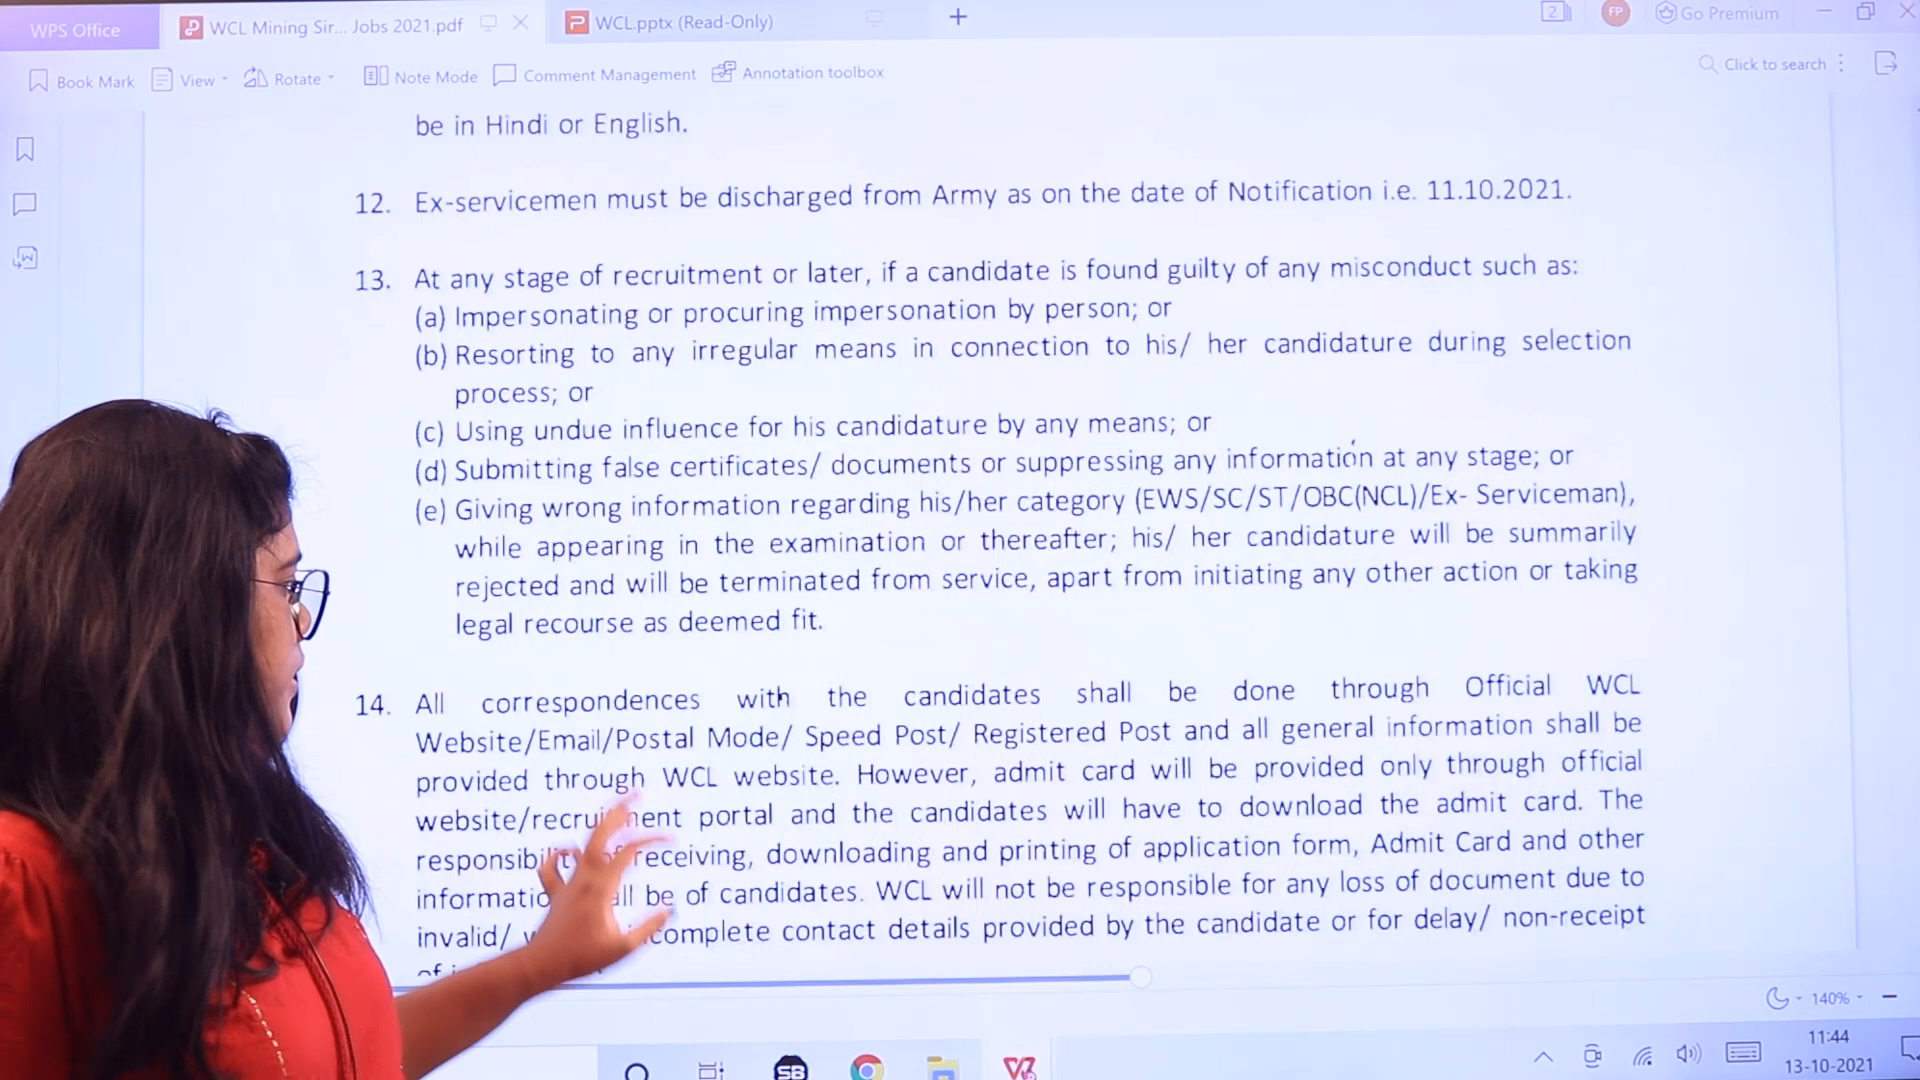 WPS Office
WCL Mining Sir... Jobs 2021.pdf
WCL.pptx (Read-Only)
2
FP
Go Premium
Book Mark
View
Rotate
Note Mode
Comment Management
Annotation toolbox
Click to search
be in Hindi or English.
12. Ex-servicemen must be discharged from Army as on the date of Notification i.e. 11.10.2021.
13. At any stage of recruitment or later, if a candidate is found guilty of any misconduct such as:
(a) Impersonating or procuring impersonation by person; or
(b) Resorting to any irregular means in connection to his/ her candidature during selection
process; or
(c) Using undue influence for his candidature by any means; or
(d) Submitting false certificates/ documents or suppressing any information at any stage; or
(e) Giving wrong information regarding his/her category (EWS/SC/ST/OBC(NCL)/Ex- Serviceman),
while appearing in the examination or thereafter; his/ her candidature will be summarily
rejected and will be terminated from service, apart from initiating any other action or taking
legal recourse as deemed fit.
14. All correspondences with the candidates shall be done through Official WCL
Website/Email/Postal Mode/ Speed Post/ Registered Post and all general information shall be
provided through WCL website. However, admit card will be provided only through official
website/recruitment portal and the candidates will have to download the admit card. The
responsibility of receiving, downloading and printing of application form, Admit Card and other
be of candidates. WCL will not be responsible for any loss of document due to
invalid/ incomplete contact details provided by the candidate or for delay/ non-receipt
140%
SB
11:44
13-10-2021